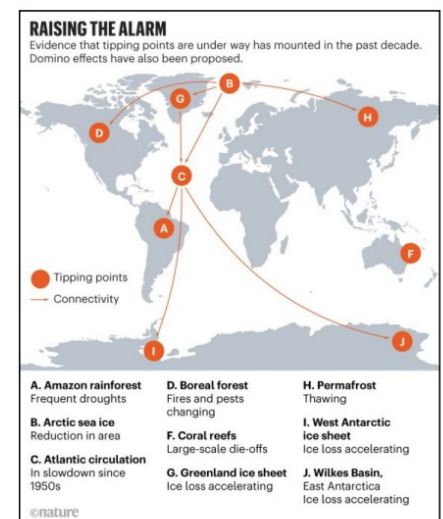 RAISING THE ALARM
Evidence that tipping points are under way has mounted in the past decade.
Domino effects have also been proposed.
B
G
H
D
C
A
F
Tipping points
Connectivity
J
I
A. Amazon rainforest
Frequent droughts
B. Arctic sea ice
Reduction in area
C. Atlantic circulation
In slowdown since
1950s
D. Boreal forest
Fires and pests
changing
F. Coral reefs
Large-scale die-offs
G. Greenland ice sheet
Ice loss accelerating
H. Permafrost
Thawing
I. West Antarctic
ice sheet
Ice loss accelerating
J. Wilkes Basin,
East Antarctica
Ice loss accelerating
©nature